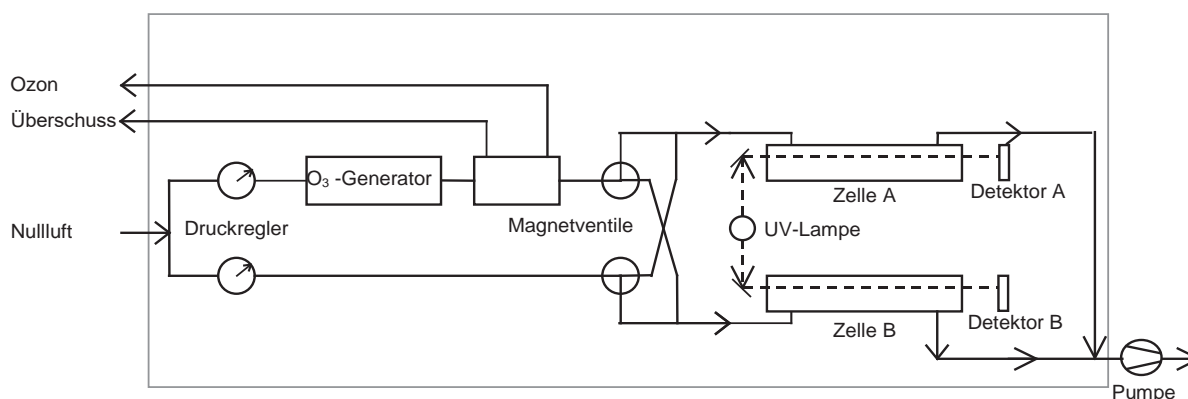 Ozon
Überschuss
O₃ -Generator
Zelle A
Detektor A
Nullluft
Druckregler
Magnetventile
UV-Lampe
Zelle B
Detektor B
Pumpe